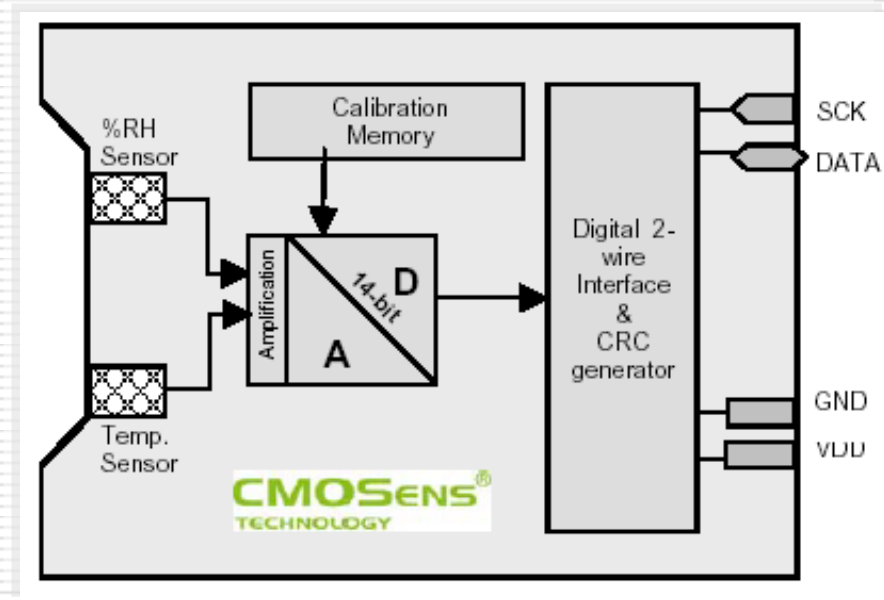 %RH
Sensor
Calibration
Memory
SCK
DATA
Amplification
14-bit
D
A
Digital 2-
wire
Interface
&
CRC
generator
Temp.
Sensor
GND
VDD
CMOSENS®
TECHNOLOGY